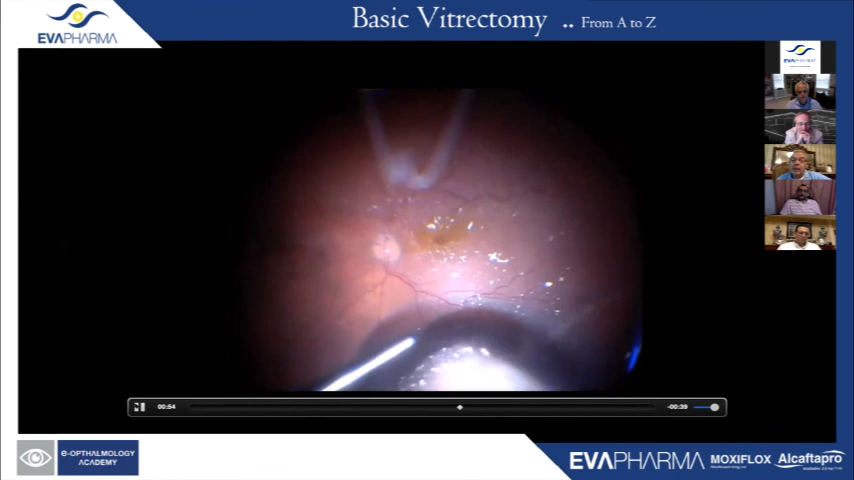 Basic Vitrectomy .. From A to Z
EVAPHARMA
00:54
-00:39
e-OPTHALMOLOGY
ACADEMY
EVAPHARMA
MOXIFLOX
Alcaftapro